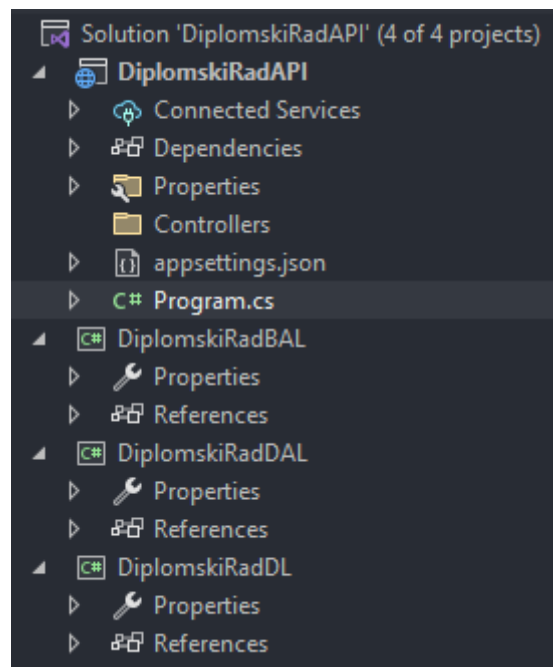 Solution 'DiplomskiRadAPI' (4 of 4 projects)
DiplomskiRadAPI
Connected Services
Dependencies
Properties
Controllers
appsettings.json
C# Program.cs
C# DiplomskiRadBAL
Properties
References
C# DiplomskiRadDAL
Properties
References
C# DiplomskiRadDL
Properties
References